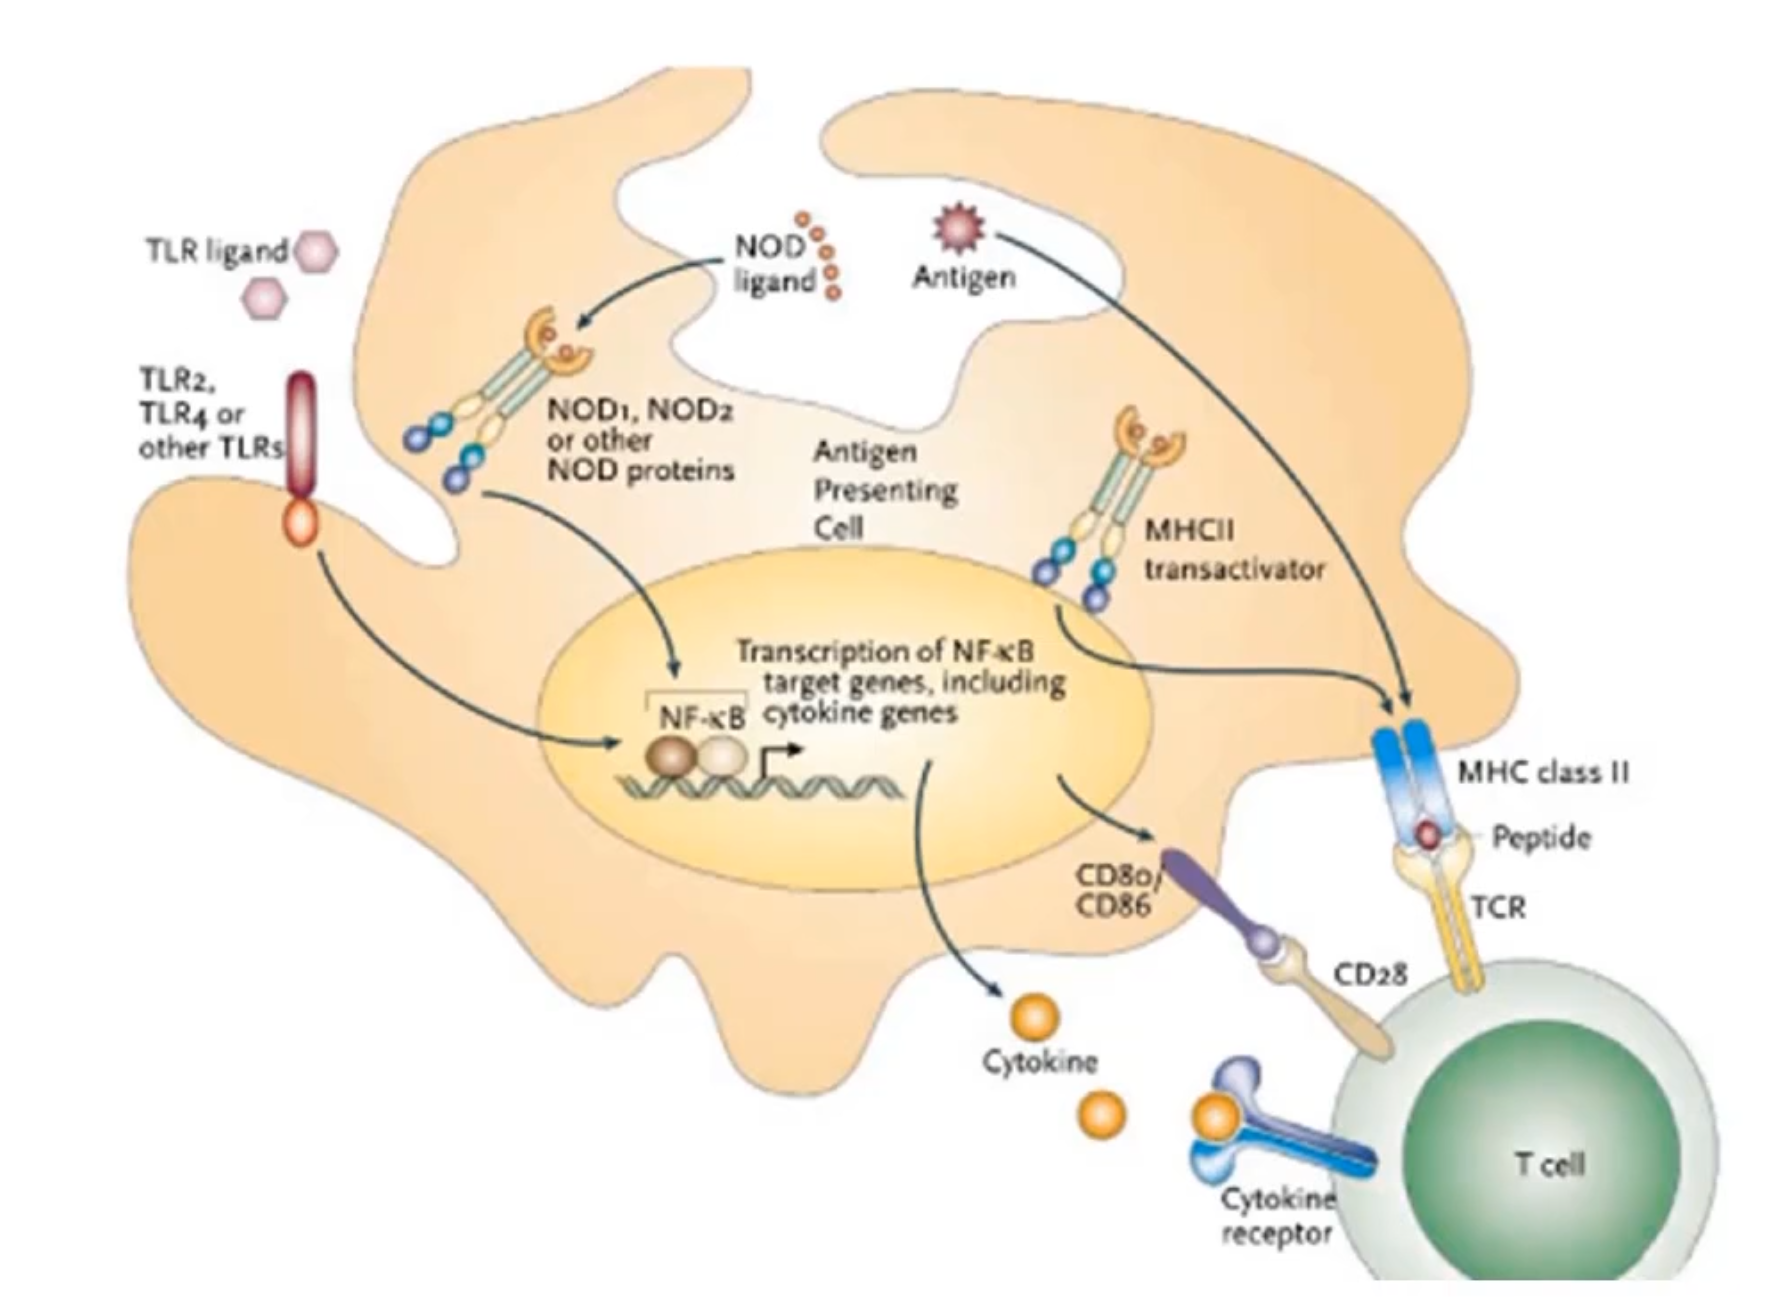 TLR ligand
NOD
ligand
Antigen
TLR2,
TLR4 or
other TLRs
NOD1, NOD2
or other
NOD proteins
Antigen
Presenting
Cell
MHCII
transactivator
Transcription of NF-κB
target genes, including
cytokine genes
NF-κB
MHC class II
Peptide
TCR
CD80/
CD86
CD28
Cytokine
Cytokine
receptor
T cell